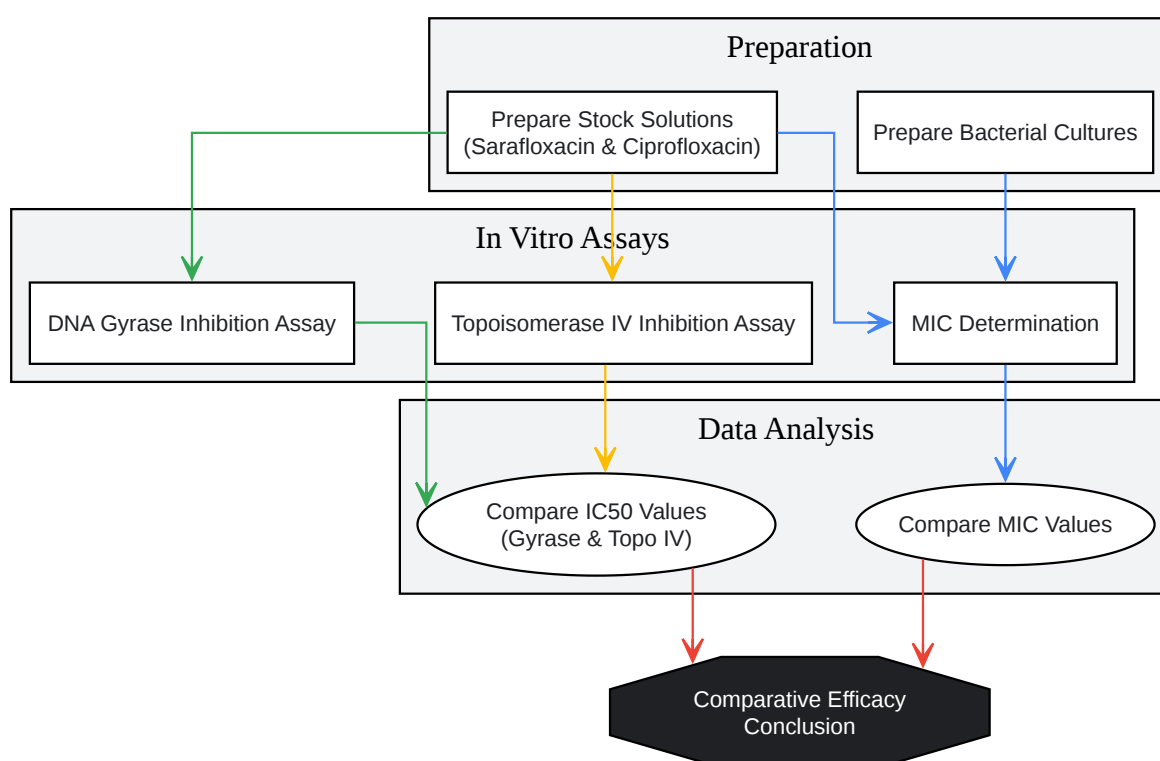 Preparation
Prepare Stock Solutions
(Sarafloxacin & Ciprofloxacin)
Prepare Bacterial Cultures
In Vitro Assays
DNA Gyrase Inhibition Assay
Topoisomerase IV Inhibition Assay
MIC Determination
Data Analysis
Compare IC50 Values
(Gyrase & Topo IV)
Compare MIC Values
Comparative Efficacy
Conclusion